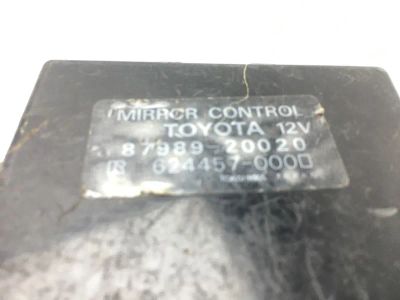 MIRROR CONTROL
TOYOTA 12V
87989-20020
624457-000